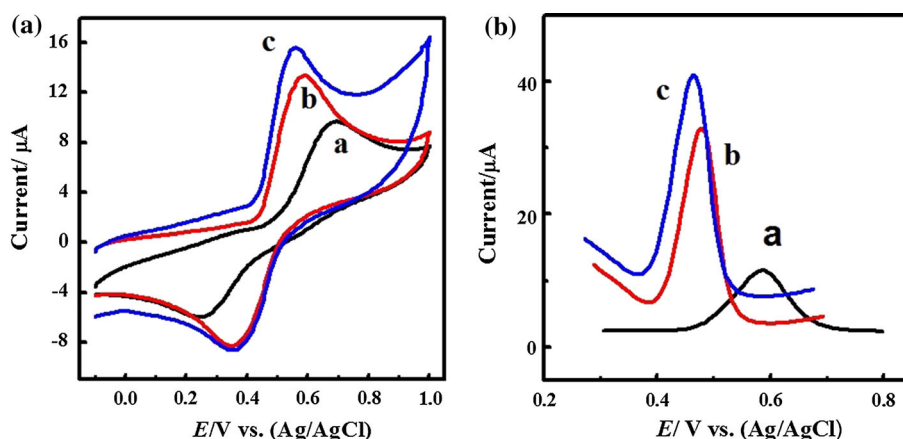 (a)
16
12
8
4
0
-4
-8
Current/ μA
c
b
a
0.0 0.2 0.4 0.6 0.8 1.0
E/V vs. (Ag/AgCl)
(b)
40
20
0
Current/μA
c
b
a
0.2 0.4 0.6 0.8
E/ V vs. (Ag/AgCl)